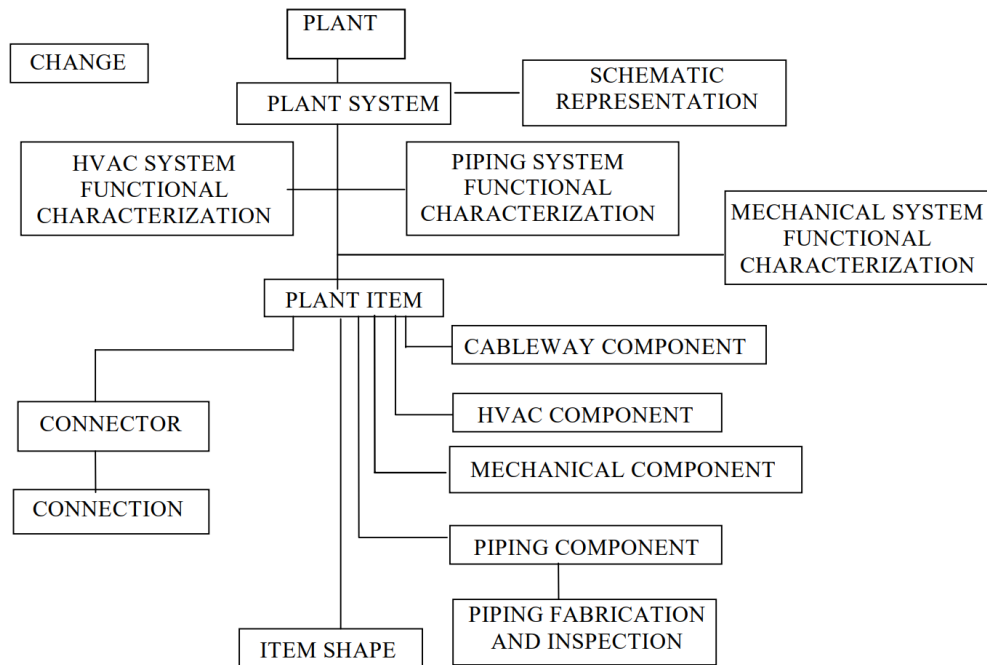 PLANT
CHANGE
PLANT SYSTEM
SCHEMATIC
REPRESENTATION
HVAC SYSTEM
FUNCTIONAL
CHARACTERIZATION
PIPING SYSTEM
FUNCTIONAL
CHARACTERIZATION
MECHANICAL SYSTEM
FUNCTIONAL
CHARACTERIZATION
PLANT ITEM
CABLEWAY COMPONENT
HVAC COMPONENT
CONNECTOR
MECHANICAL COMPONENT
CONNECTION
PIPING COMPONENT
PIPING FABRICATION
AND INSPECTION
ITEM SHAPE